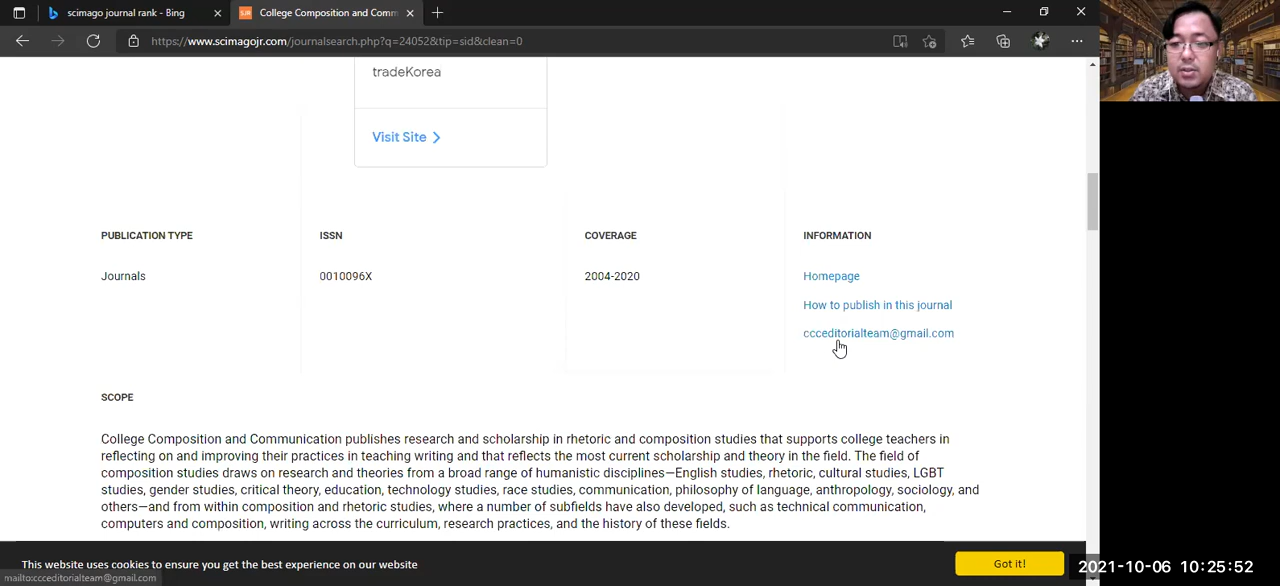 scimago journal rank - Bing
College Composition and Comm
https://www.scimagojr.com/journalsearch.php?q=24052&tip=sid&clean=0
tradeKorea
Visit Site
PUBLICATION TYPE
ISSN
COVERAGE
INFORMATION
Journals
0010096X
2004-2020
Homepage
How to publish in this journal
ccceditorialteam@gmail.com
SCOPE
College Composition and Communication publishes research and scholarship in rhetoric and composition studies that supports college teachers in
reflecting on and improving their practices in teaching writing and that reflects the most current scholarship and theory in the field. The field of
composition studies draws on research and theories from a broad range of humanistic disciplines—English studies, rhetoric, cultural studies, LGBT
studies, gender studies, critical theory, education, technology studies, race studies, communication, philosophy of language, anthropology, sociology, and
others—and from within composition and rhetoric studies, where a number of subfields have also developed, such as technical communication,
computers and composition, writing across the curriculum, research practices, and the history of these fields.
This website uses cookies to ensure you get the best experience on our website
Got it!
mailto:ccceditorialteam@gmail.com
2021-10-06 10:25:52